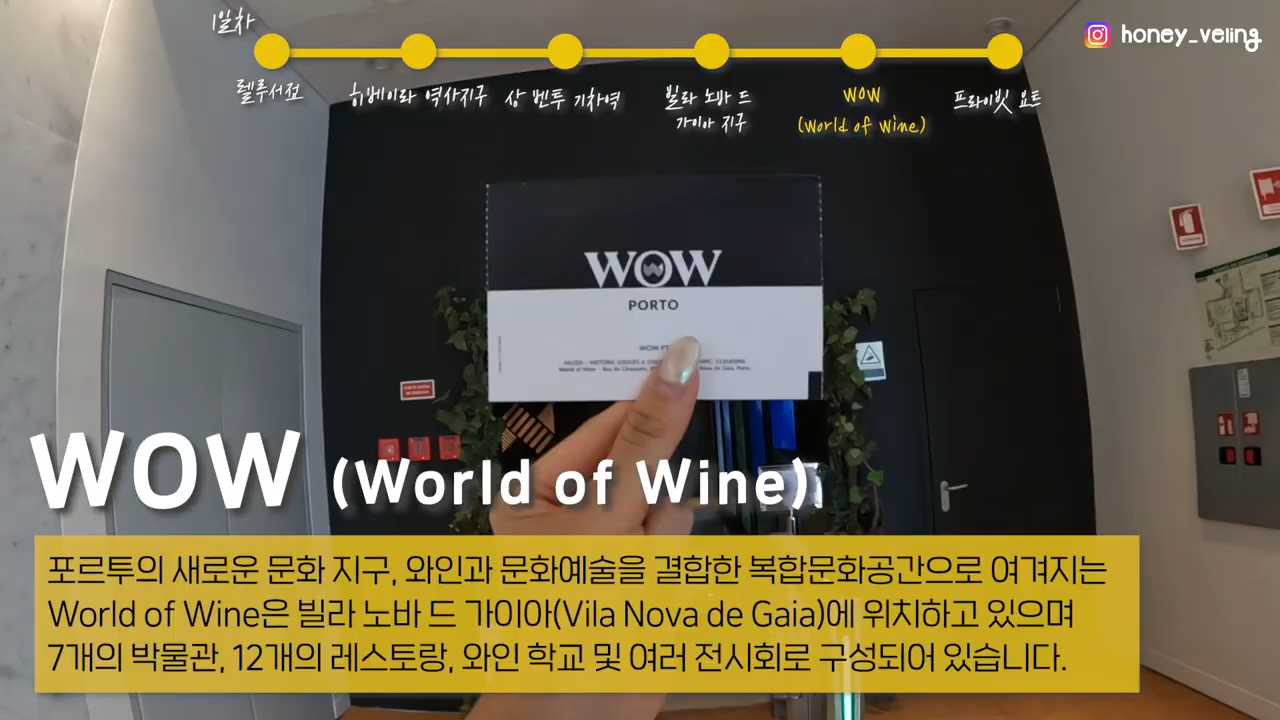 1일차
honey_veling
렐루서점
히베이라 역사지구
상 벤투 기차역
빌라 노바 드
가이아 지구
WOW
(World of Wine)
프라이빗 요트
WOW
PORTO
WOW (World of Wine)
포르투의 새로운 문화 지구, 와인과 문화예술을 결합한 복합문화공간으로 여겨지는
World of Wine은 빌라 노바 드 가이아(Vila Nova de Gaia)에 위치하고 있으며
7개의 박물관, 12개의 레스토랑, 와인 학교 및 여러 전시회로 구성되어 있습니다.